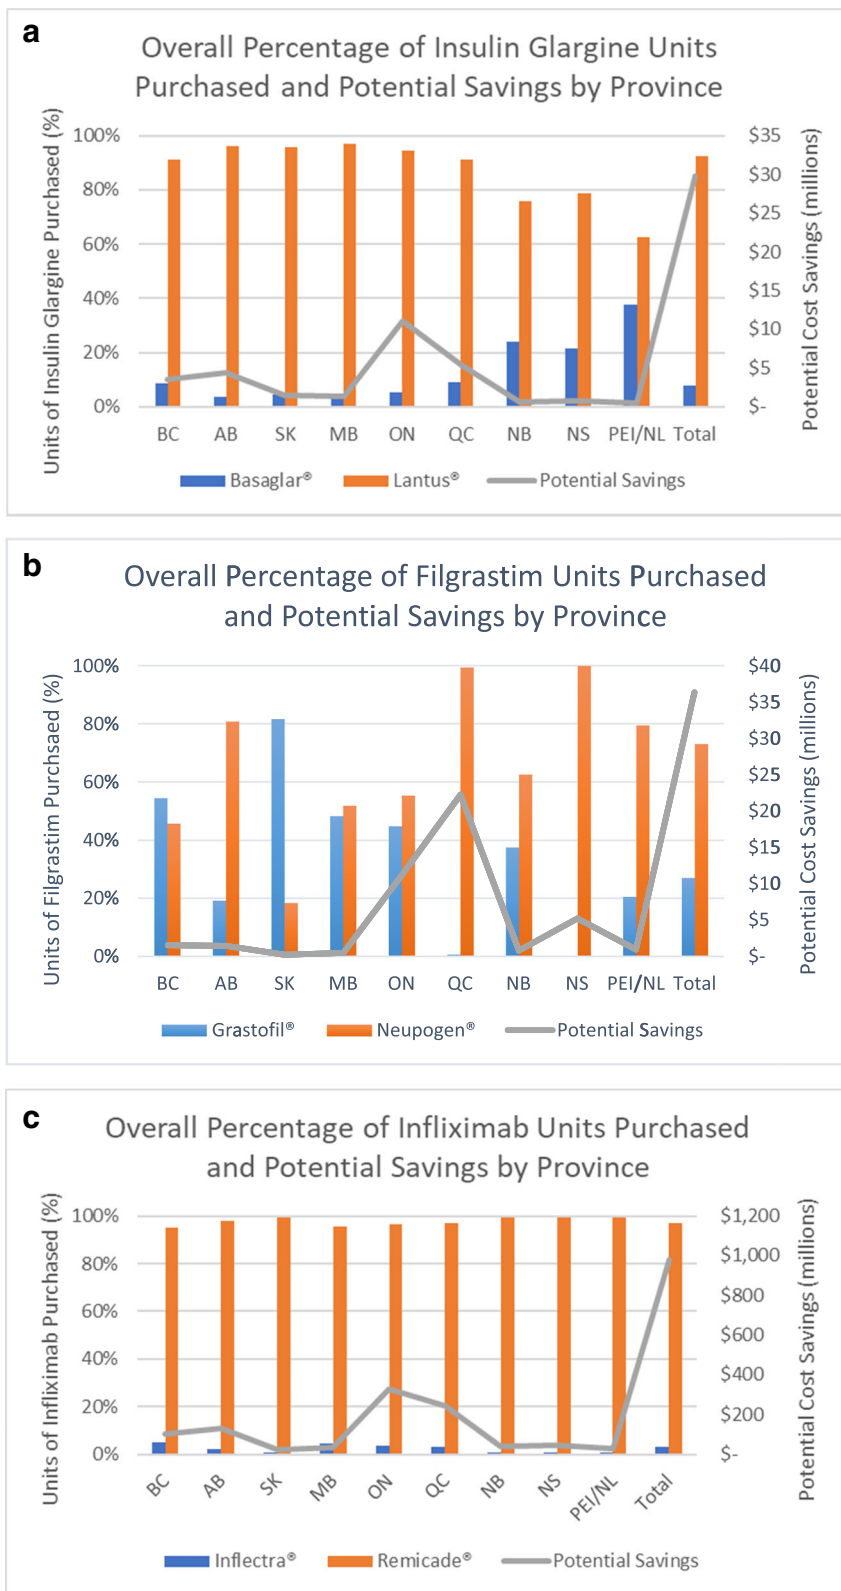 a
Overall Percentage of Insulin Glargine Units
Purchased and Potential Savings by Province
Units of Insulin Glargine Purchased (%)
100%
80%
60%
40%
20%
0%
$35
$30
$25
$20
$15
$10
$5
$-
Potential Cost Savings (millions)
BC AB SK MB ON QC NB NS PEI/NL Total
Basaglar® Lantus® Potential Savings
b
Overall Percentage of Filgrastim Units Purchased
and Potential Savings by Province
Units of Filgrastim Purchsaed (%)
100%
80%
60%
40%
20%
0%
$40
$35
$30
$25
$20
$15
$10
$5
$-
Potential Cost Savings (millions)
BC AB SK MB ON QC NB NS PEI/NL Total
Grastofil® Neupogen® Potential Savings
c
Overall Percentage of Infliximab Units Purchased
and Potential Savings by Province
Units of Infliximab Purchased (%)
100%
80%
60%
40%
20%
0%
$1,200
$1,000
$800
$600
$400
$200
$-
Potential Cost Savings (millions)
BC AB SK MB ON QC NB NS PEI/NL Total
Inflectra® Remicade® Potential Savings